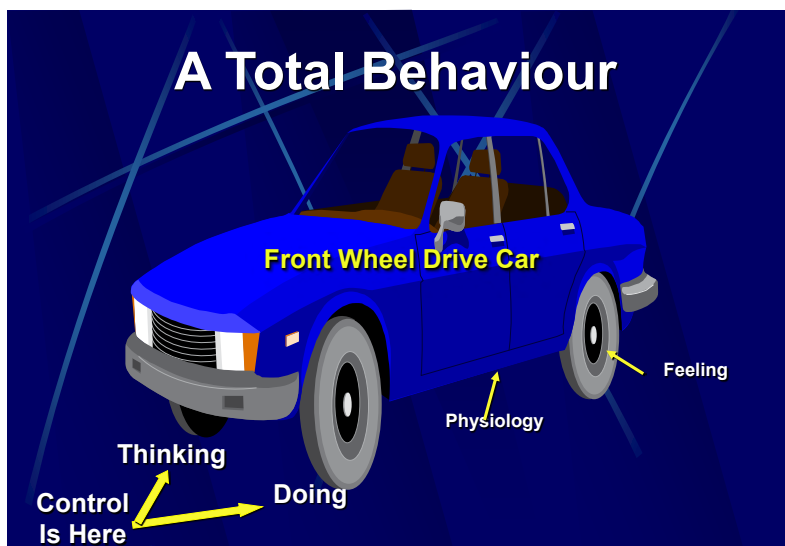 A Total Behaviour
Front Wheel Drive Car
Feeling
Physiology
Thinking
Doing
Control
Is Here